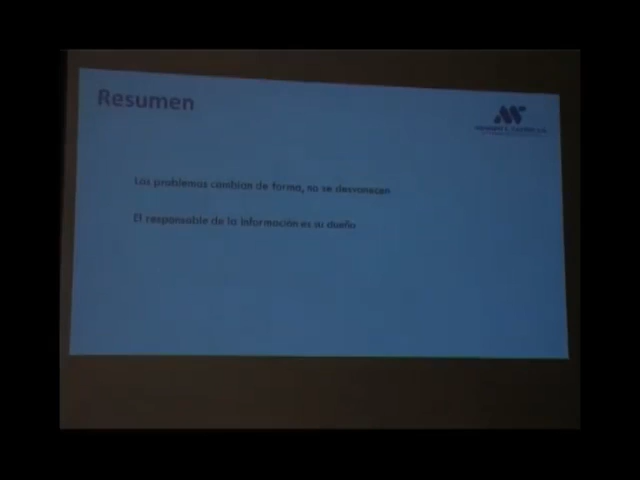 Resumen
Los problemas cambian de forma, no se desvanecen
El responsable de la información es su dueño